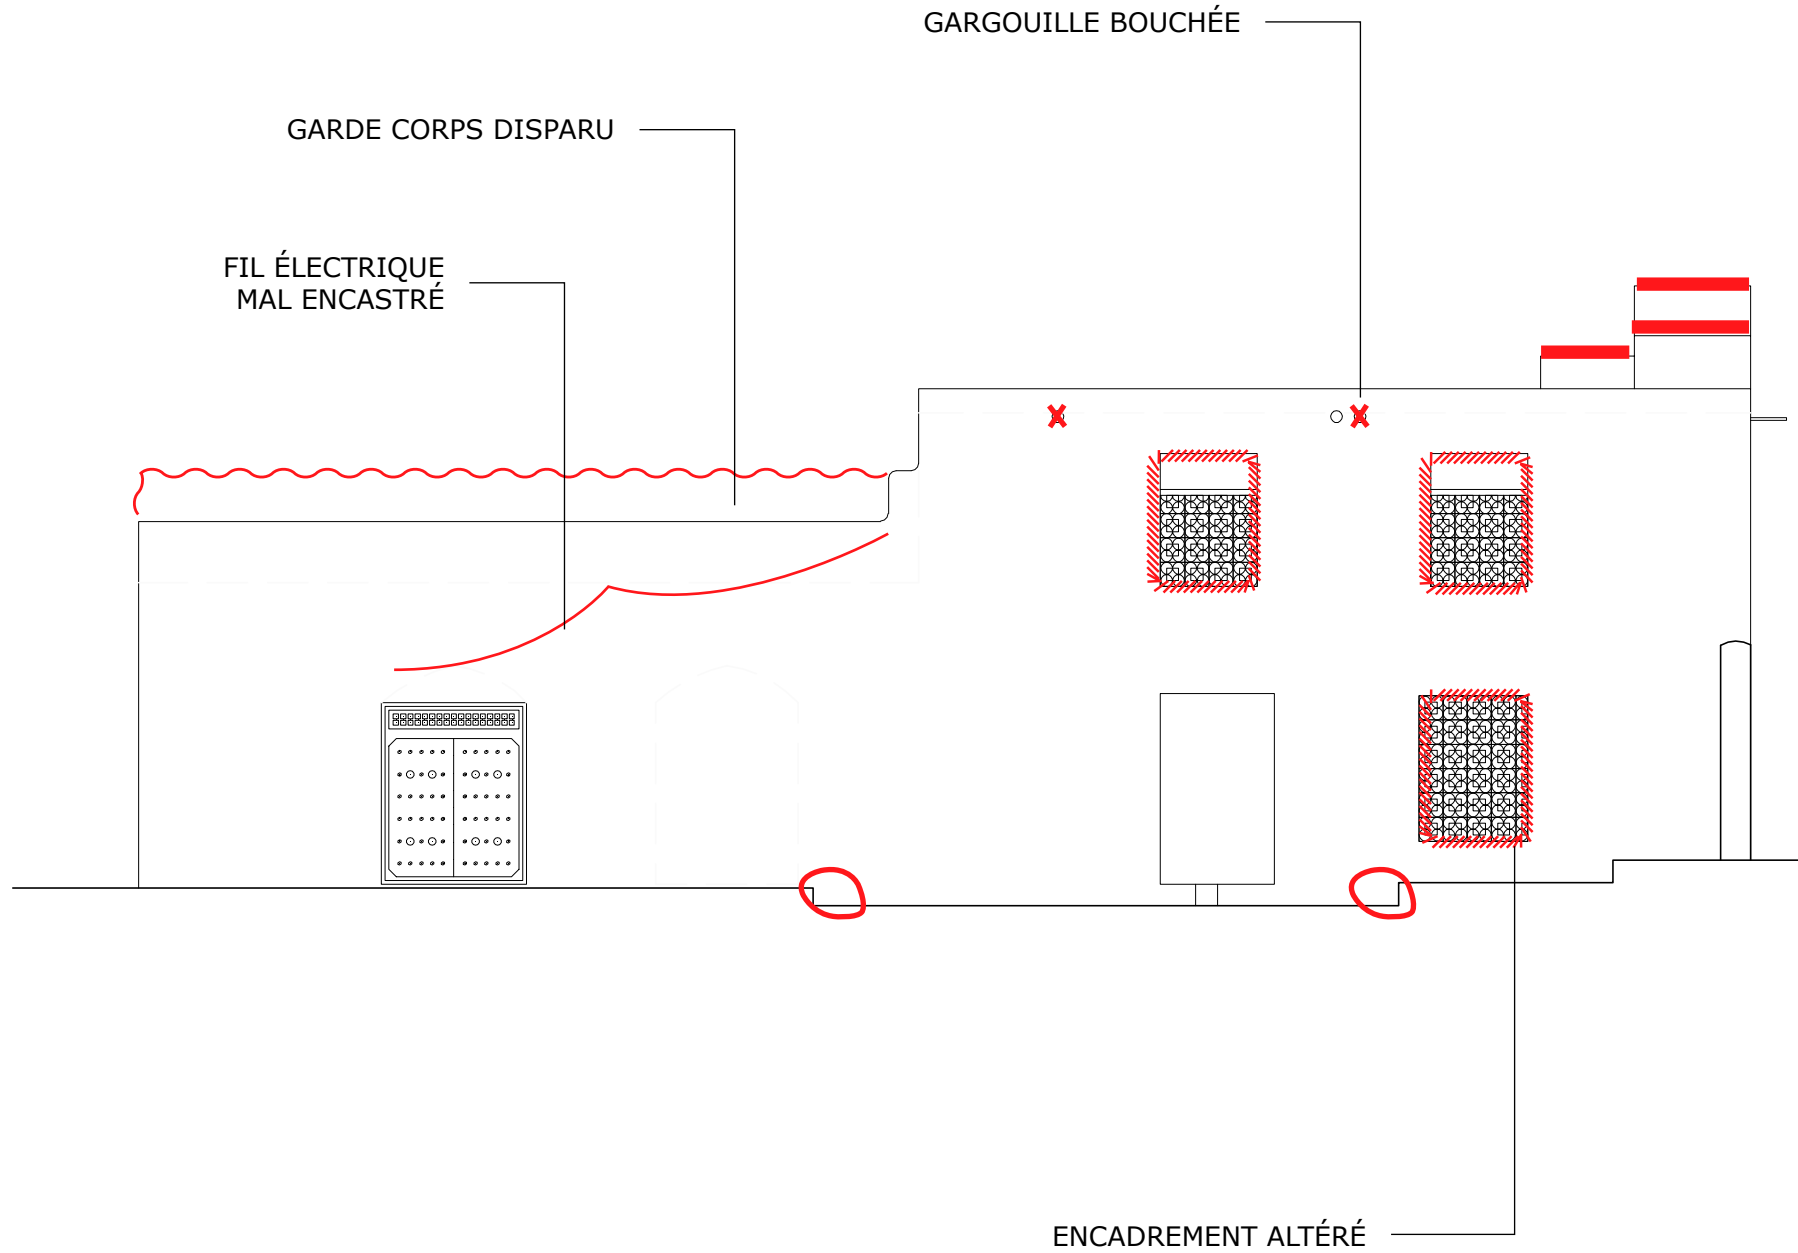 GARGOUILLE BOUCHÉE
GARDE CORPS DISPARU
FIL ÉLECTRIQUE
MAL ENCASTRÉ
ENCADREMENT ALTÉRÉ